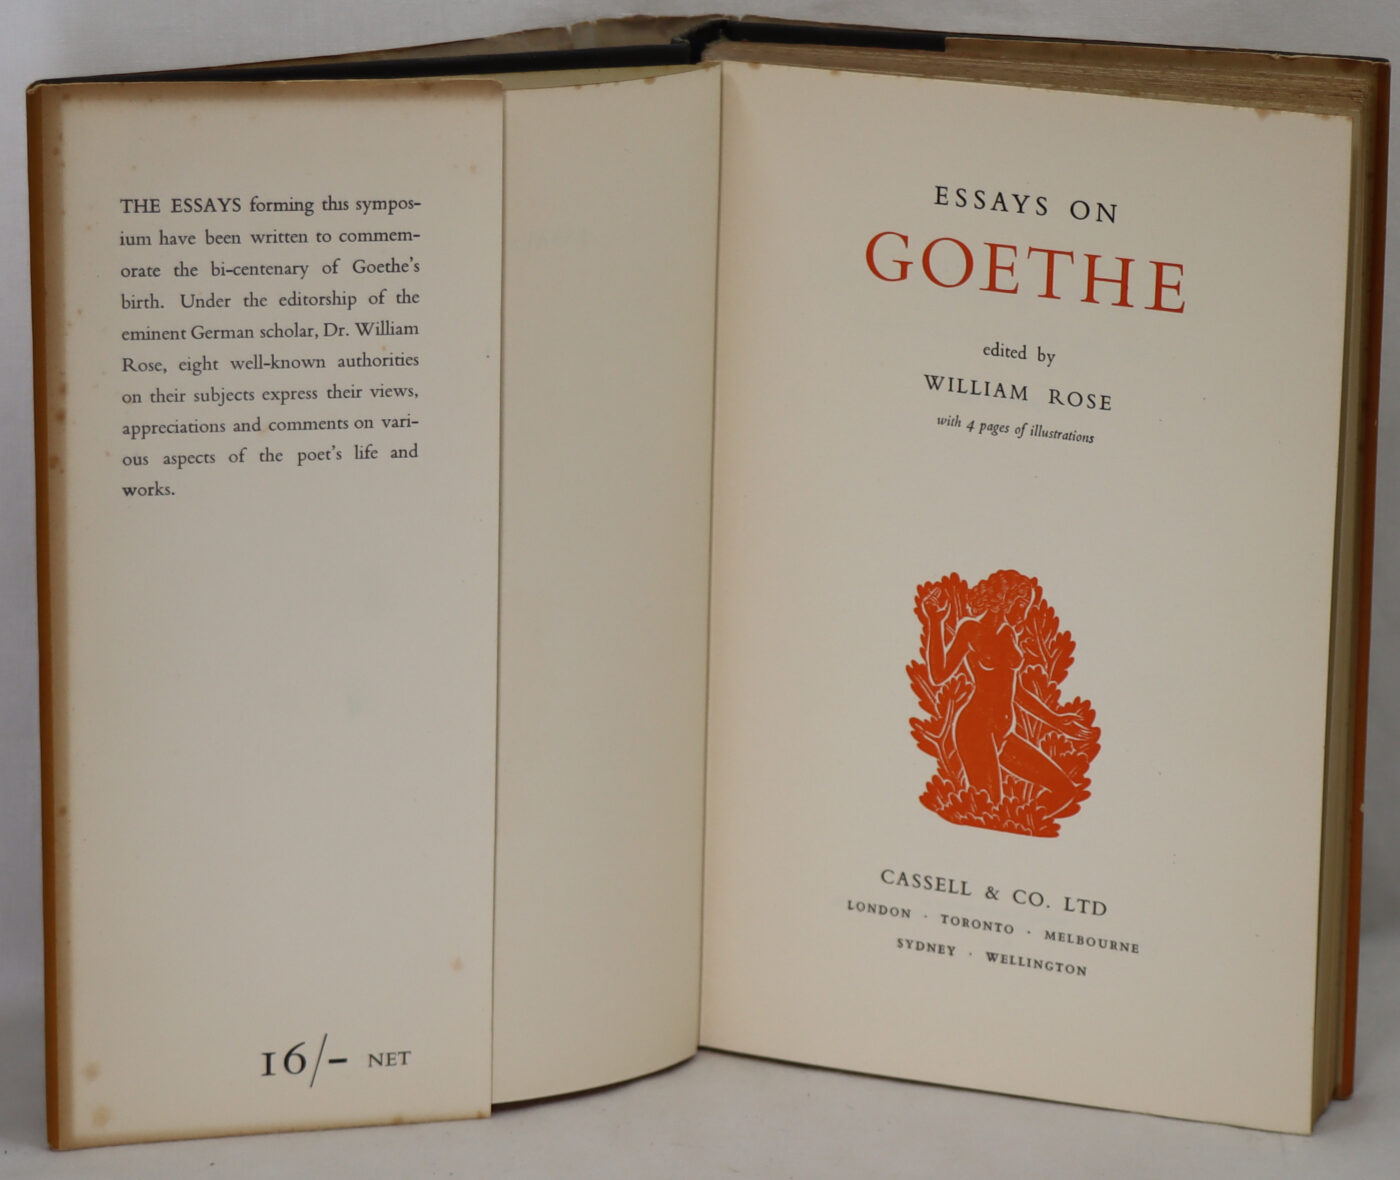 THE ESSAYS forming this sympos-
ium have been written to commem-
orate the bi-centenary of Goethe's
birth. Under the editorship of the
eminent German scholar, Dr. William
Rose, eight well-known authorities
on their subjects express their views,
appreciations and comments on vari-
ous aspects of the poet's life and
works.
16/- NET
ESSAYS ON
GOETHE
edited by
WILLIAM ROSE
with 4 pages of illustrations
CASSELL & CO. LTD
LONDON · TORONTO · MELBOURNE
SYDNEY · WELLINGTON